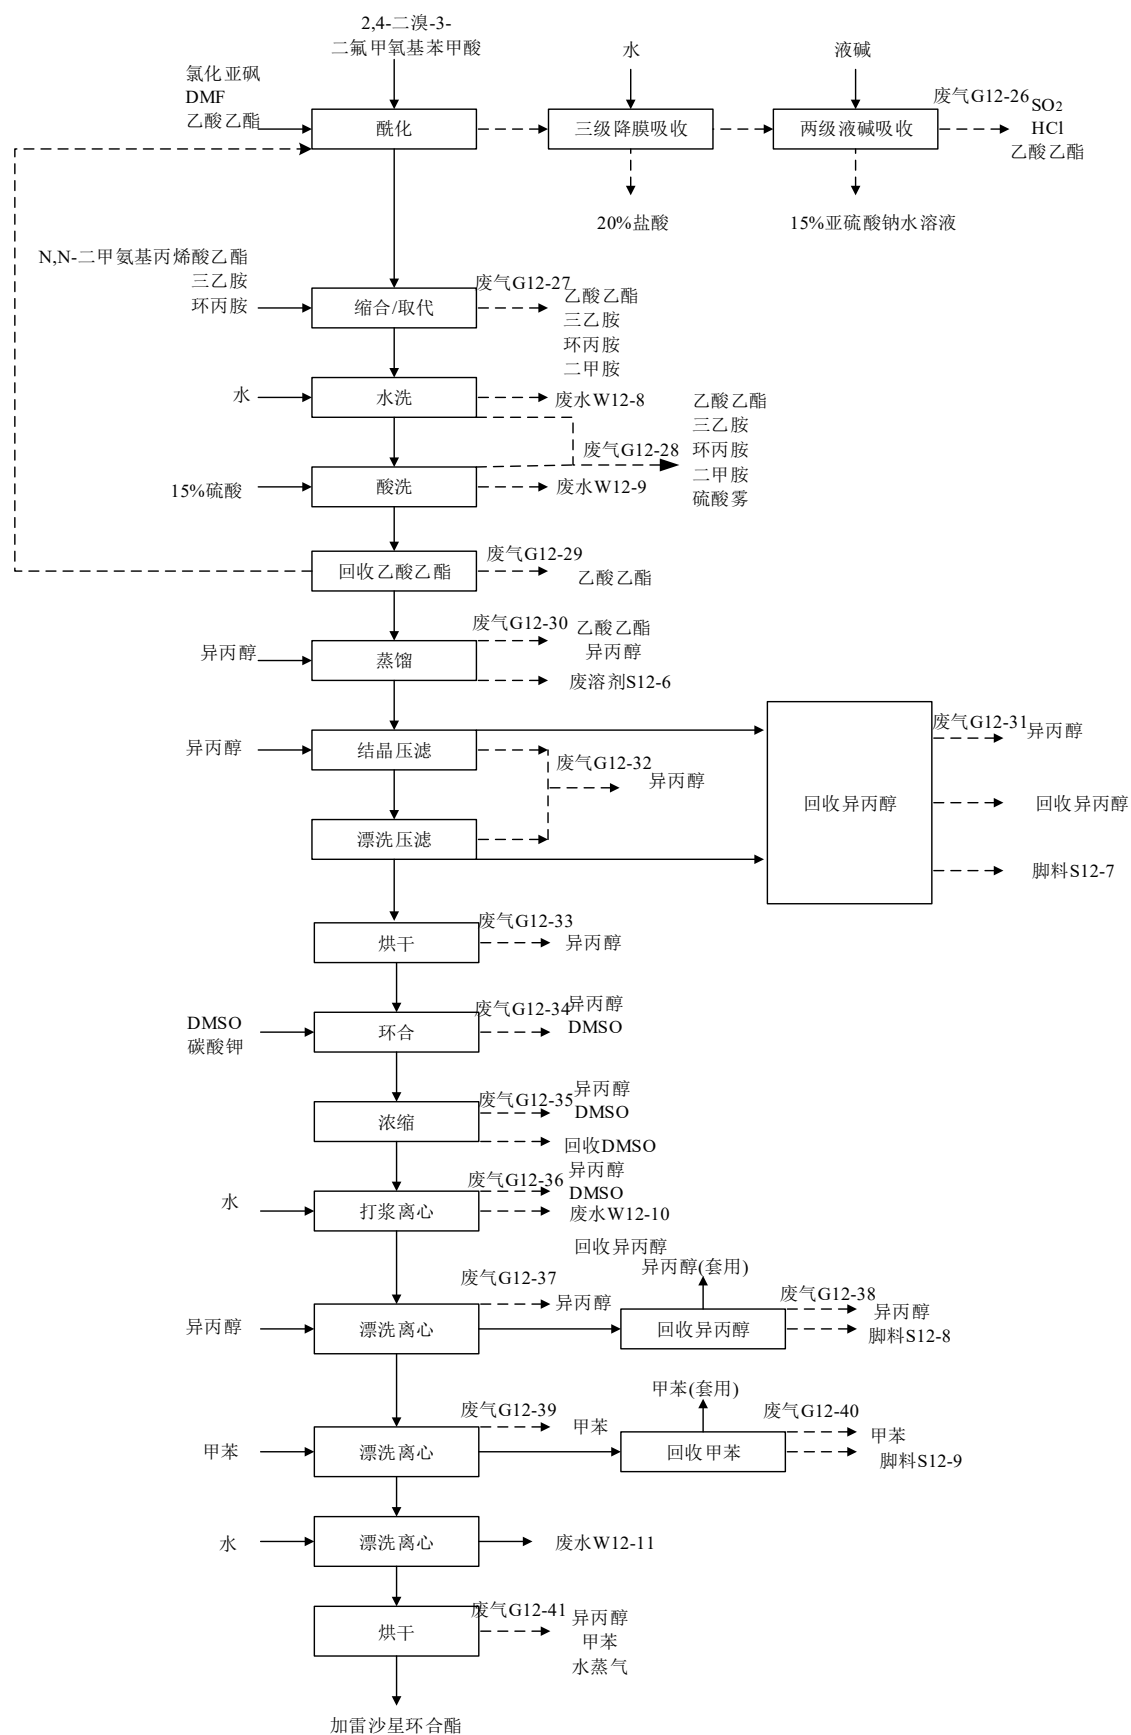 2,4-二溴-3-
二氟甲氧基苯甲酸
水
液碱
氯化亚砜
DMF
乙酸乙酯
酰化
三级降膜吸收
两级液碱吸收
废气G12-26
SO2
HCl
乙酸乙酯
20%盐酸
15%亚硫酸钠水溶液
N,N-二甲氨基丙烯酸乙酯
三乙胺
环丙胺
缩合/取代
废气G12-27
乙酸乙酯
三乙胺
环丙胺
二甲胺
水
水洗
废水W12-8
废气G12-28
乙酸乙酯
三乙胺
环丙胺
二甲胺
硫酸雾
15%硫酸
酸洗
废水W12-9
回收乙酸乙酯
废气G12-29
乙酸乙酯
异丙醇
蒸馏
废气G12-30
乙酸乙酯
异丙醇
废溶剂S12-6
异丙醇
结晶压滤
废气G12-32
异丙醇
漂洗压滤
回收异丙醇
废气G12-31
异丙醇
回收异丙醇
脚料S12-7
烘干
废气G12-33
异丙醇
DMSO
碳酸钾
环合
废气G12-34
异丙醇
DMSO
浓缩
废气G12-35
异丙醇
DMSO
回收DMSO
水
打浆离心
废气G12-36
异丙醇
DMSO
废水W12-10
回收异丙醇
异丙醇(套用)
异丙醇
漂洗离心
废气G12-37
异丙醇
回收异丙醇
废气G12-38
异丙醇
脚料S12-8
甲苯(套用)
甲苯
漂洗离心
废气G12-39
甲苯
回收甲苯
废气G12-40
甲苯
脚料S12-9
水
漂洗离心
废水W12-11
烘干
废气G12-41
异丙醇
甲苯
水蒸气
加雷沙星环合酯